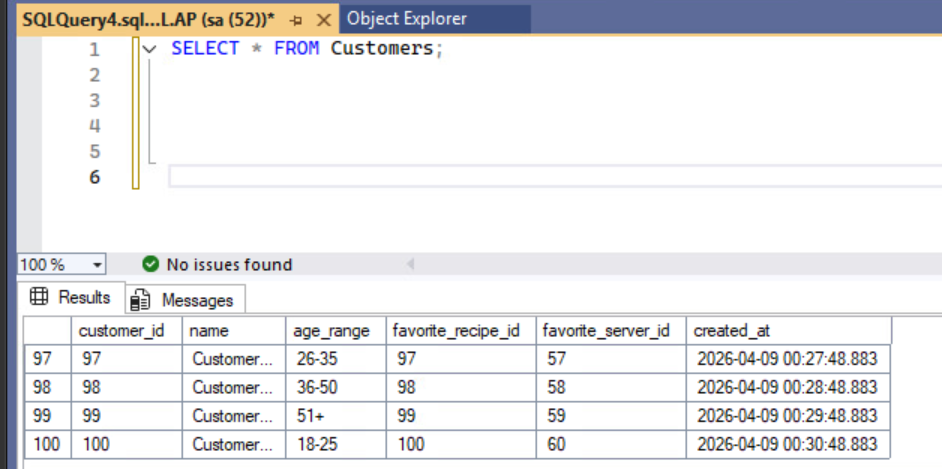 SQLQuery4.sql...L.AP (sa (52))* Object Explorer
1 SELECT * FROM Customers;
2
3
4
5
6
100 % No issues found
Results Messages
customer_id name age_range favorite_recipe_id favorite_server_id created_at
97 97 Customer... 26-35 97 57 2026-04-09 00:27:48.883
98 98 Customer... 36-50 98 58 2026-04-09 00:28:48.883
99 99 Customer... 51+ 99 59 2026-04-09 00:29:48.883
100 100 Customer... 18-25 100 60 2026-04-09 00:30:48.883